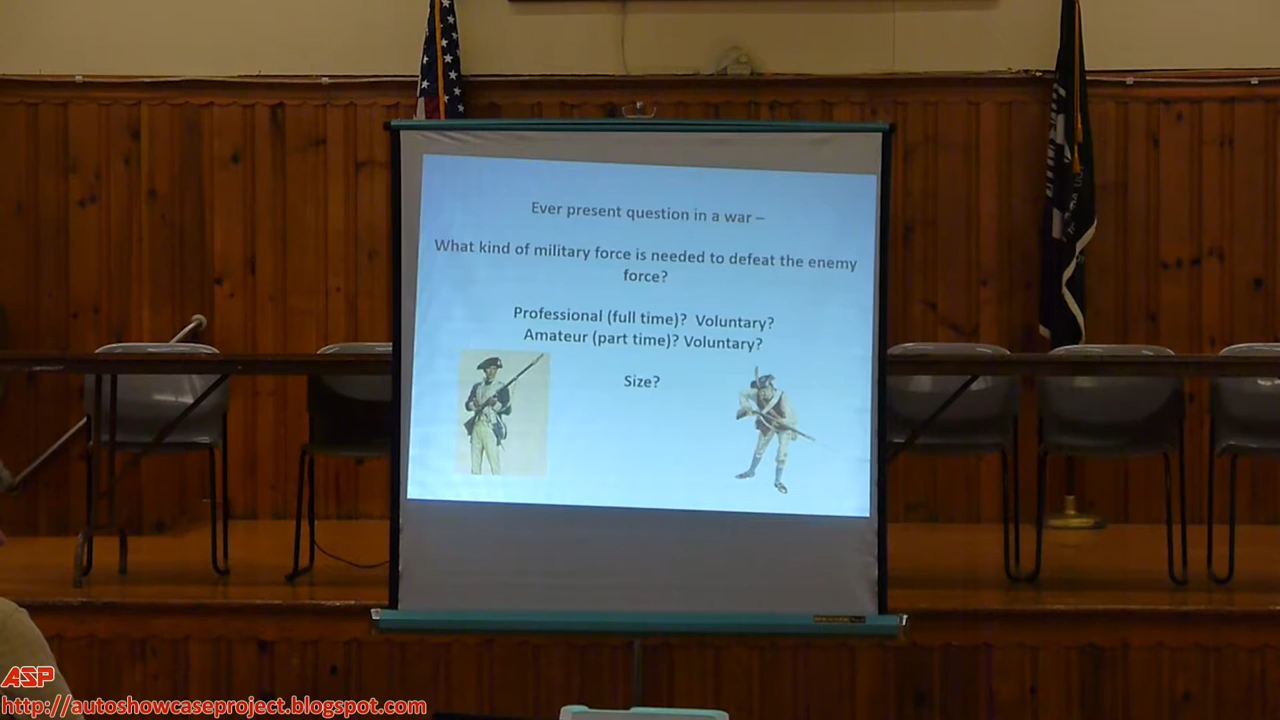 Ever present question in a war –
What kind of military force is needed to defeat the enemy
force?
Professional (full time)?  Voluntary?
Amateur (part time)? Voluntary?
Size?
ASP
http://autoshowcaseproject.blogspot.com